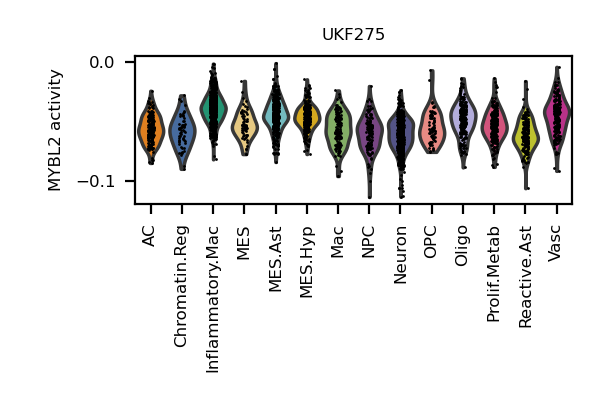 UKF275
MYBL2 activity
0.0
−0.1
AC
Chromatin.Reg
Inflammatory.Mac
MES
MES.Ast
MES.Hyp
Mac
NPC
Neuron
OPC
Oligo
Prolif.Metab
Reactive.Ast
Vasc